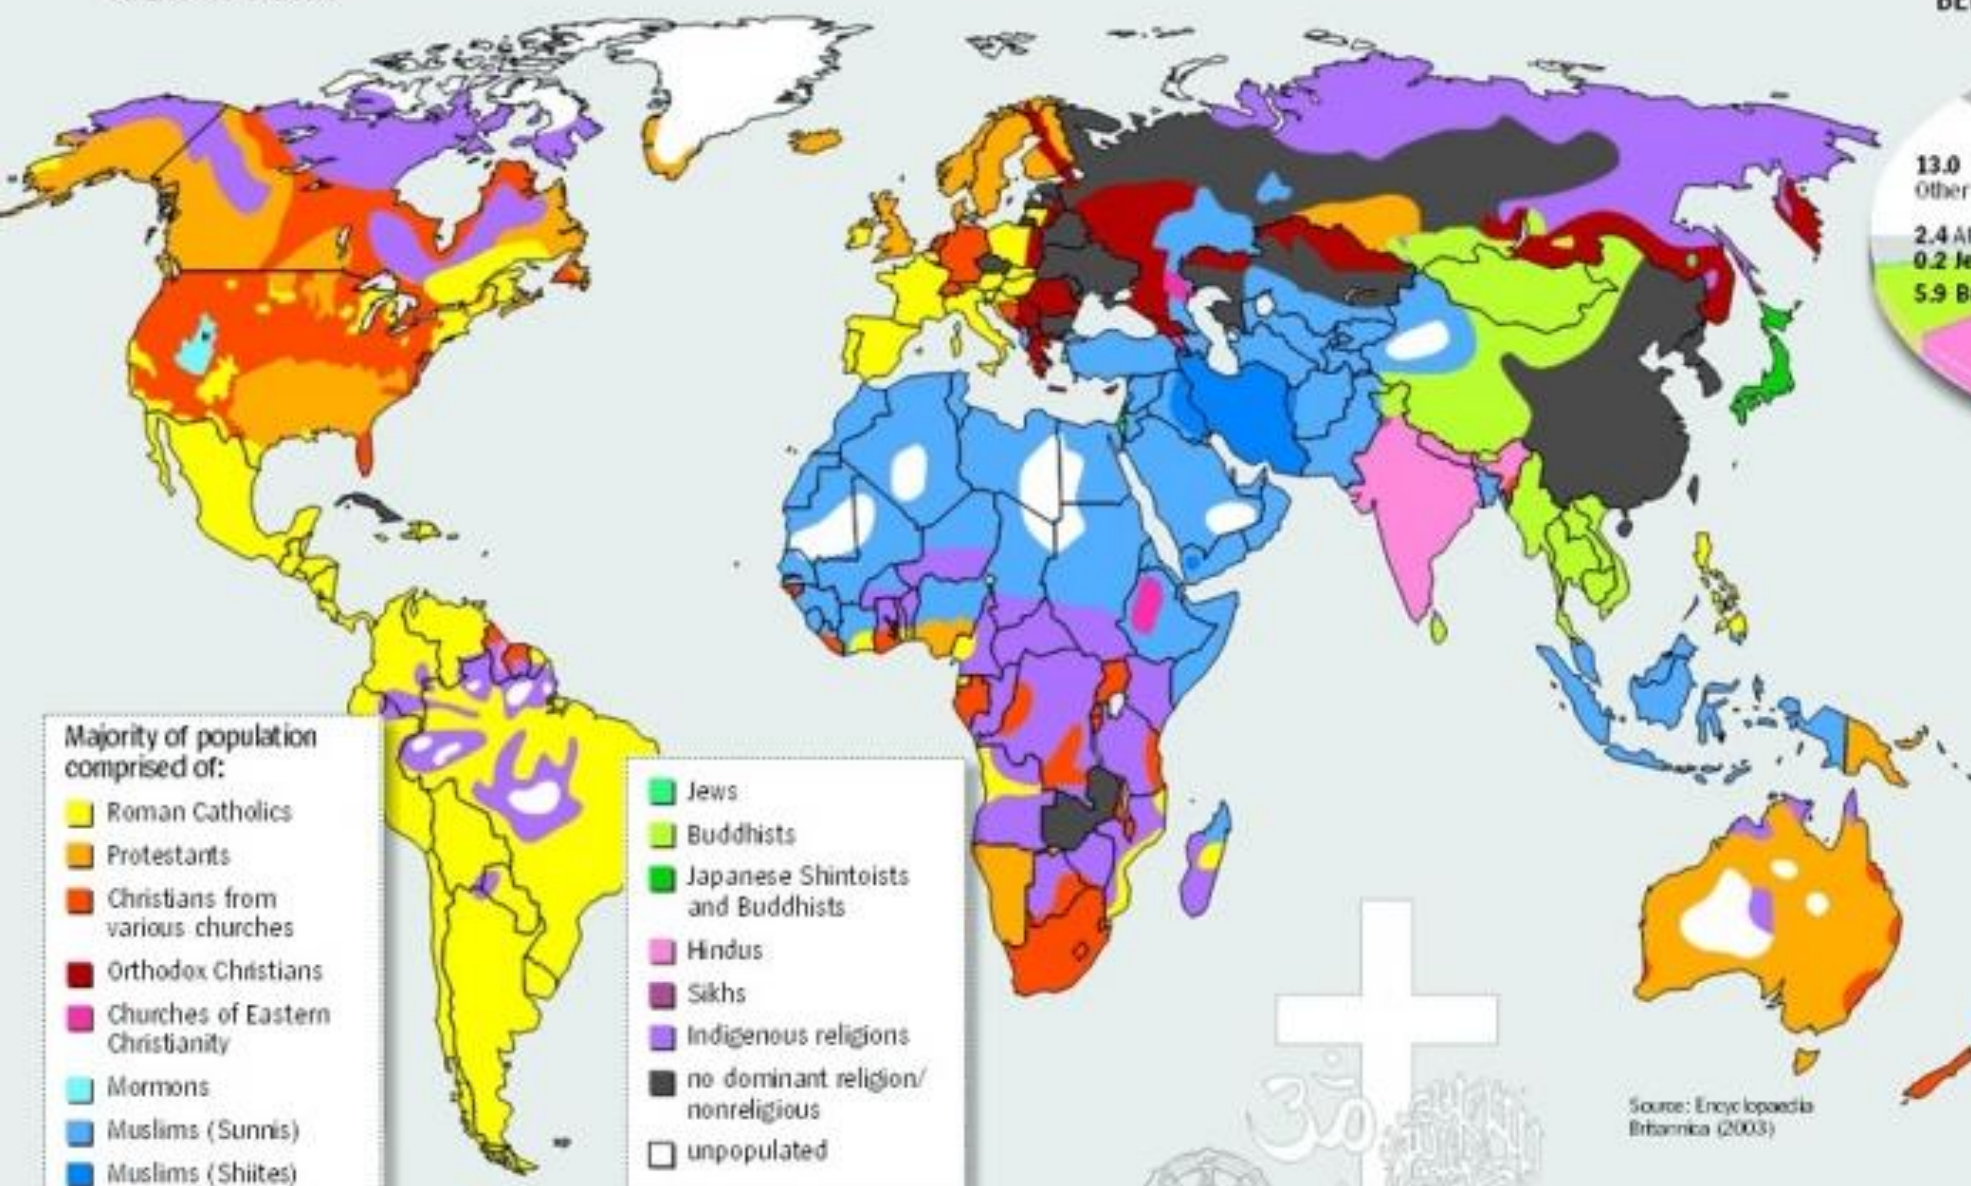 Majority of population
comprised of:
Roman Catholics
Protestants
Christians from
various churches
Orthodox Christians
Churches of Eastern
Christianity
Mormons
Muslims (Sunnis)
Muslims (Shiites)
Jews
Buddhists
Japanese Shintoists
and Buddhists
Hindus
Sikhs
Indigenous religions
no dominant religion/
nonreligious
unpopulated
13.0
Other
2.4
0.2 Je
5.9 B
ॐ
Source: Encyclopaedia
Britannica (2003)